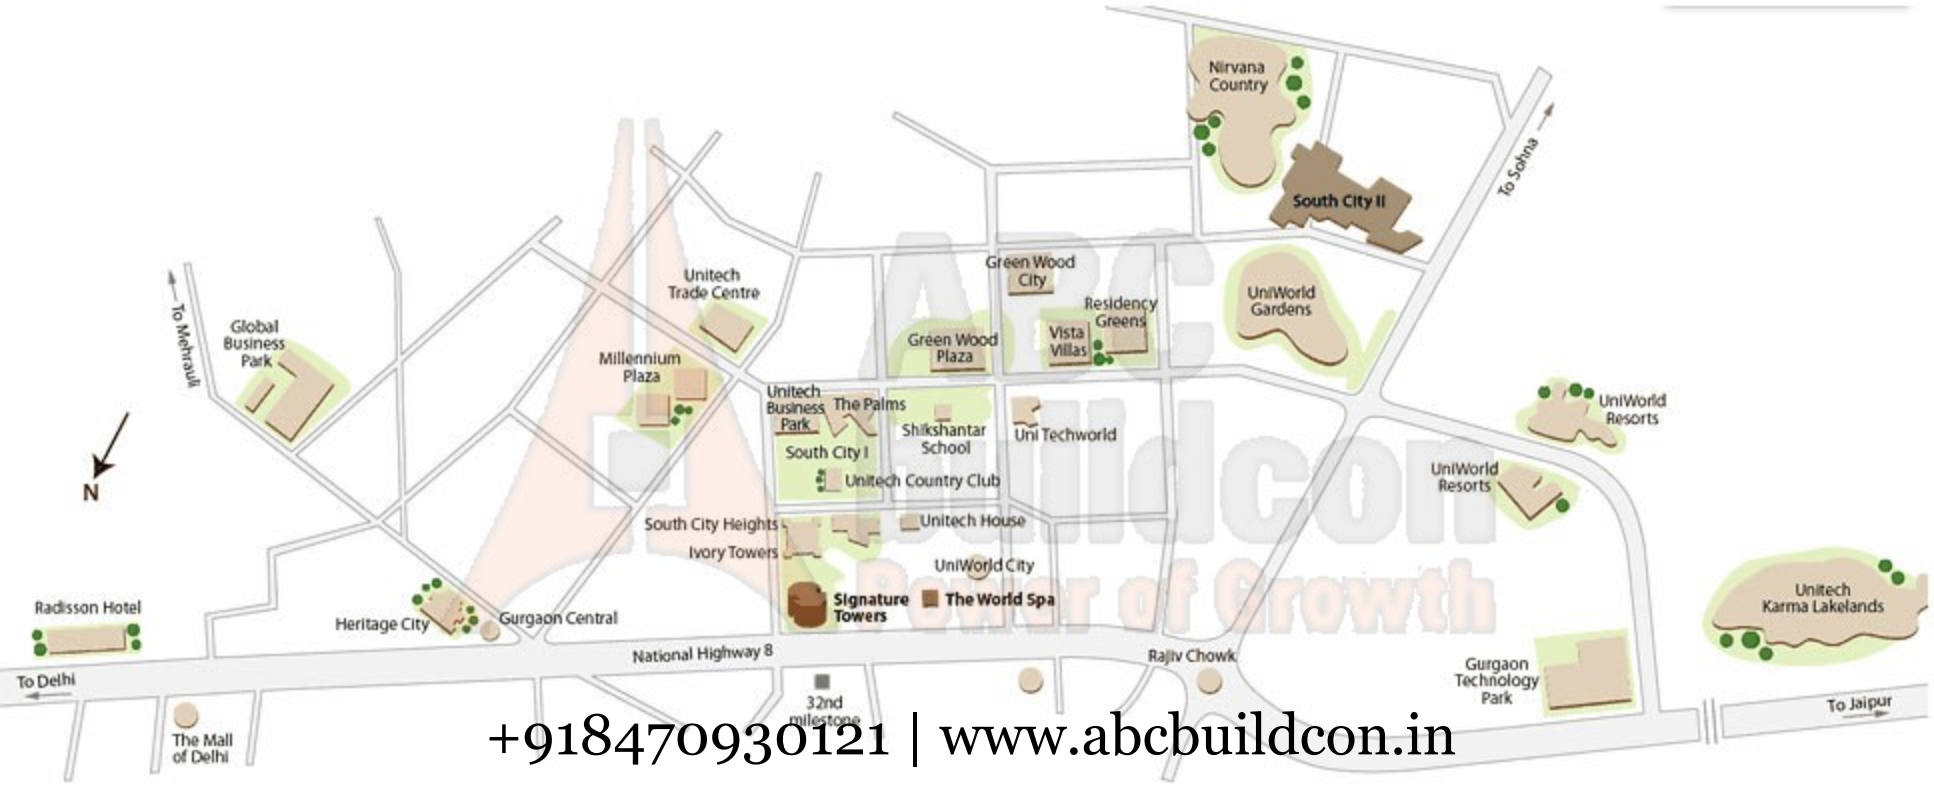 Nirvana
Country
To Sohna
South City II
Green Wood
City
Unitech
Trade Centre
UniWorld
Gardens
Residency
Greens
To Mehrauli
Global
Business
Park
Vista
Villas
Green Wood
Plaza
Millennium
Plaza
Unitech
Business
Park
The Palms
UniWorld
Resorts
Shikshantar
School
Uni Techworld
South City I
UniWorld
Resorts
Unitech Country Club
N
South City Heights
Unitech House
Ivory Towers
UniWorld City
Signature
Towers
The World Spa
Unitech
Karma Lakelands
Radisson Hotel
Heritage City
Gurgaon Central
National Highway 8
Rajiv Chowk
Gurgaon
Technology
Park
To Delhi
32nd
milestone
To Jaipur
The Mall
of Delhi
ABC
buildcon
Power of Growth
+918470930121 | www.abcbuildcon.in